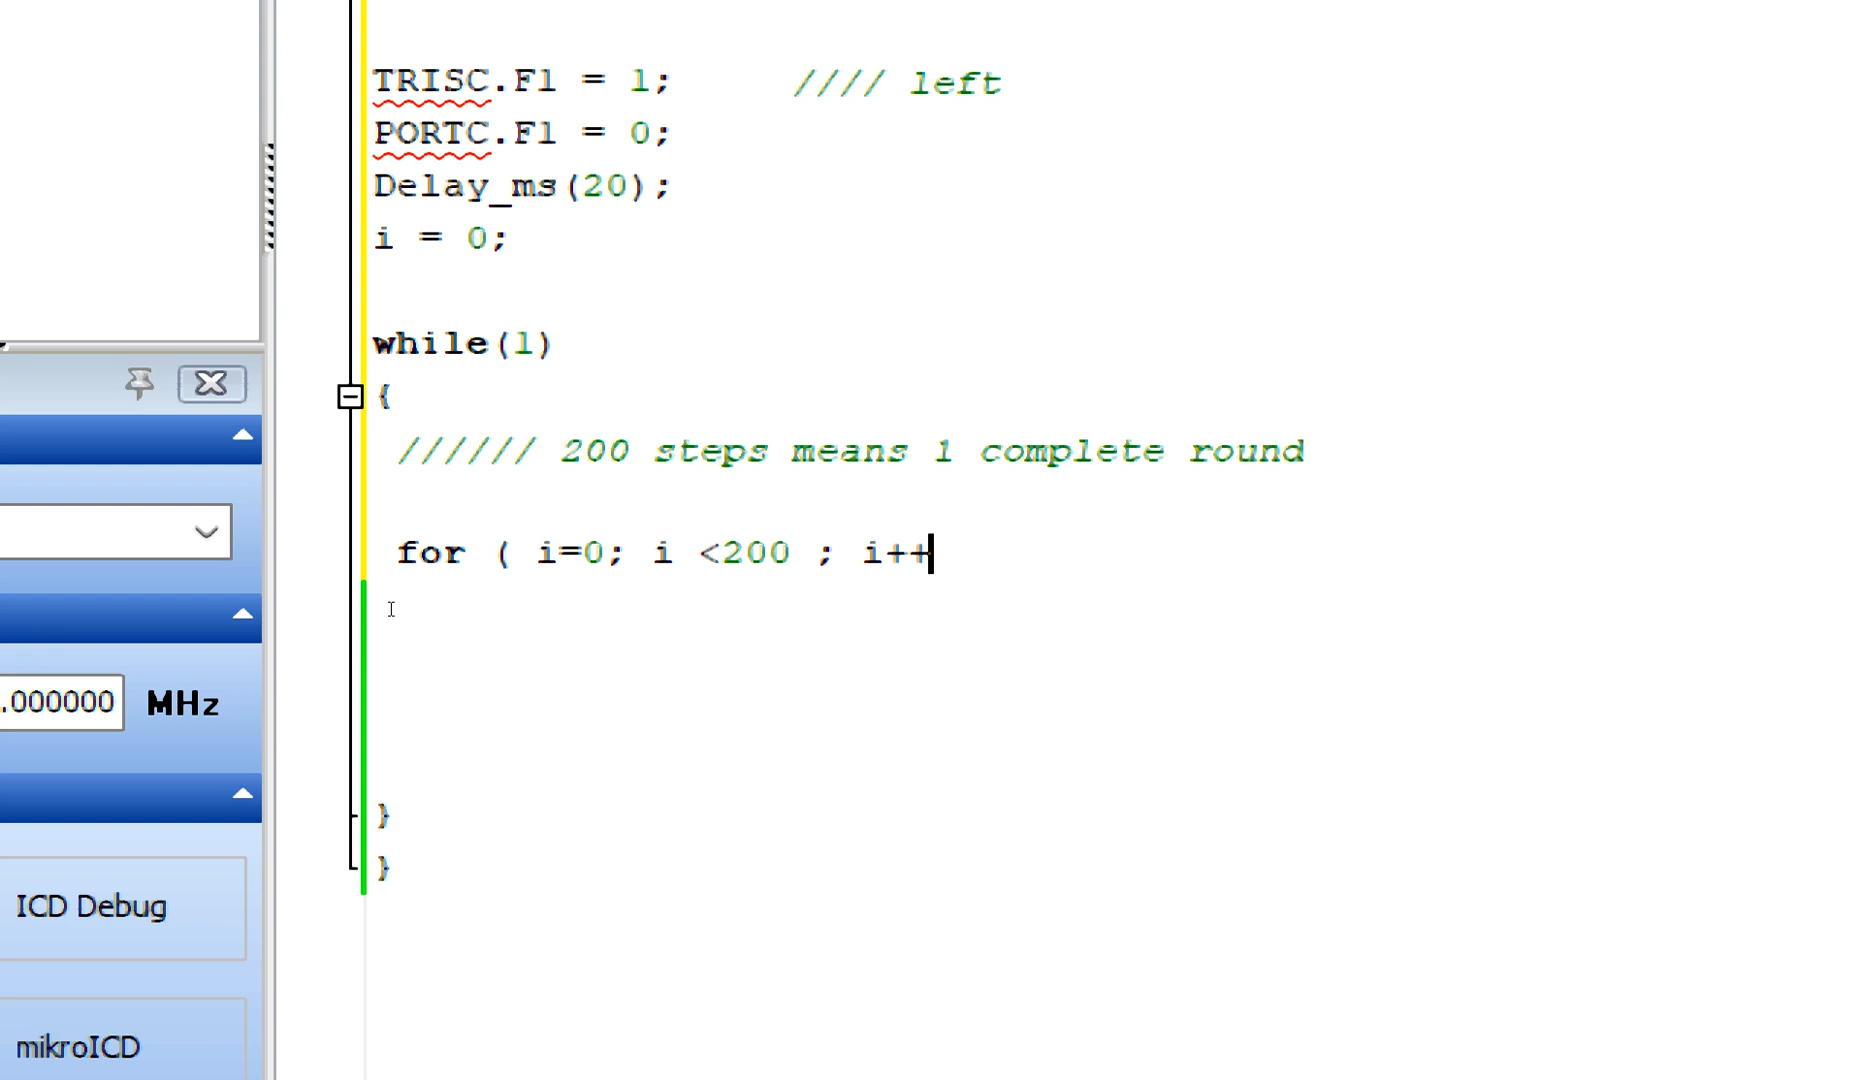 TRISC.F1 = 1; //// left
PORTC.F1 = 0;
Delay_ms(20);
i = 0;
while(1)
{
////// 200 steps means 1 complete round
for ( i=0; i <200 ; i++
}
}
.000000 MHz
ICD Debug
mikroICD